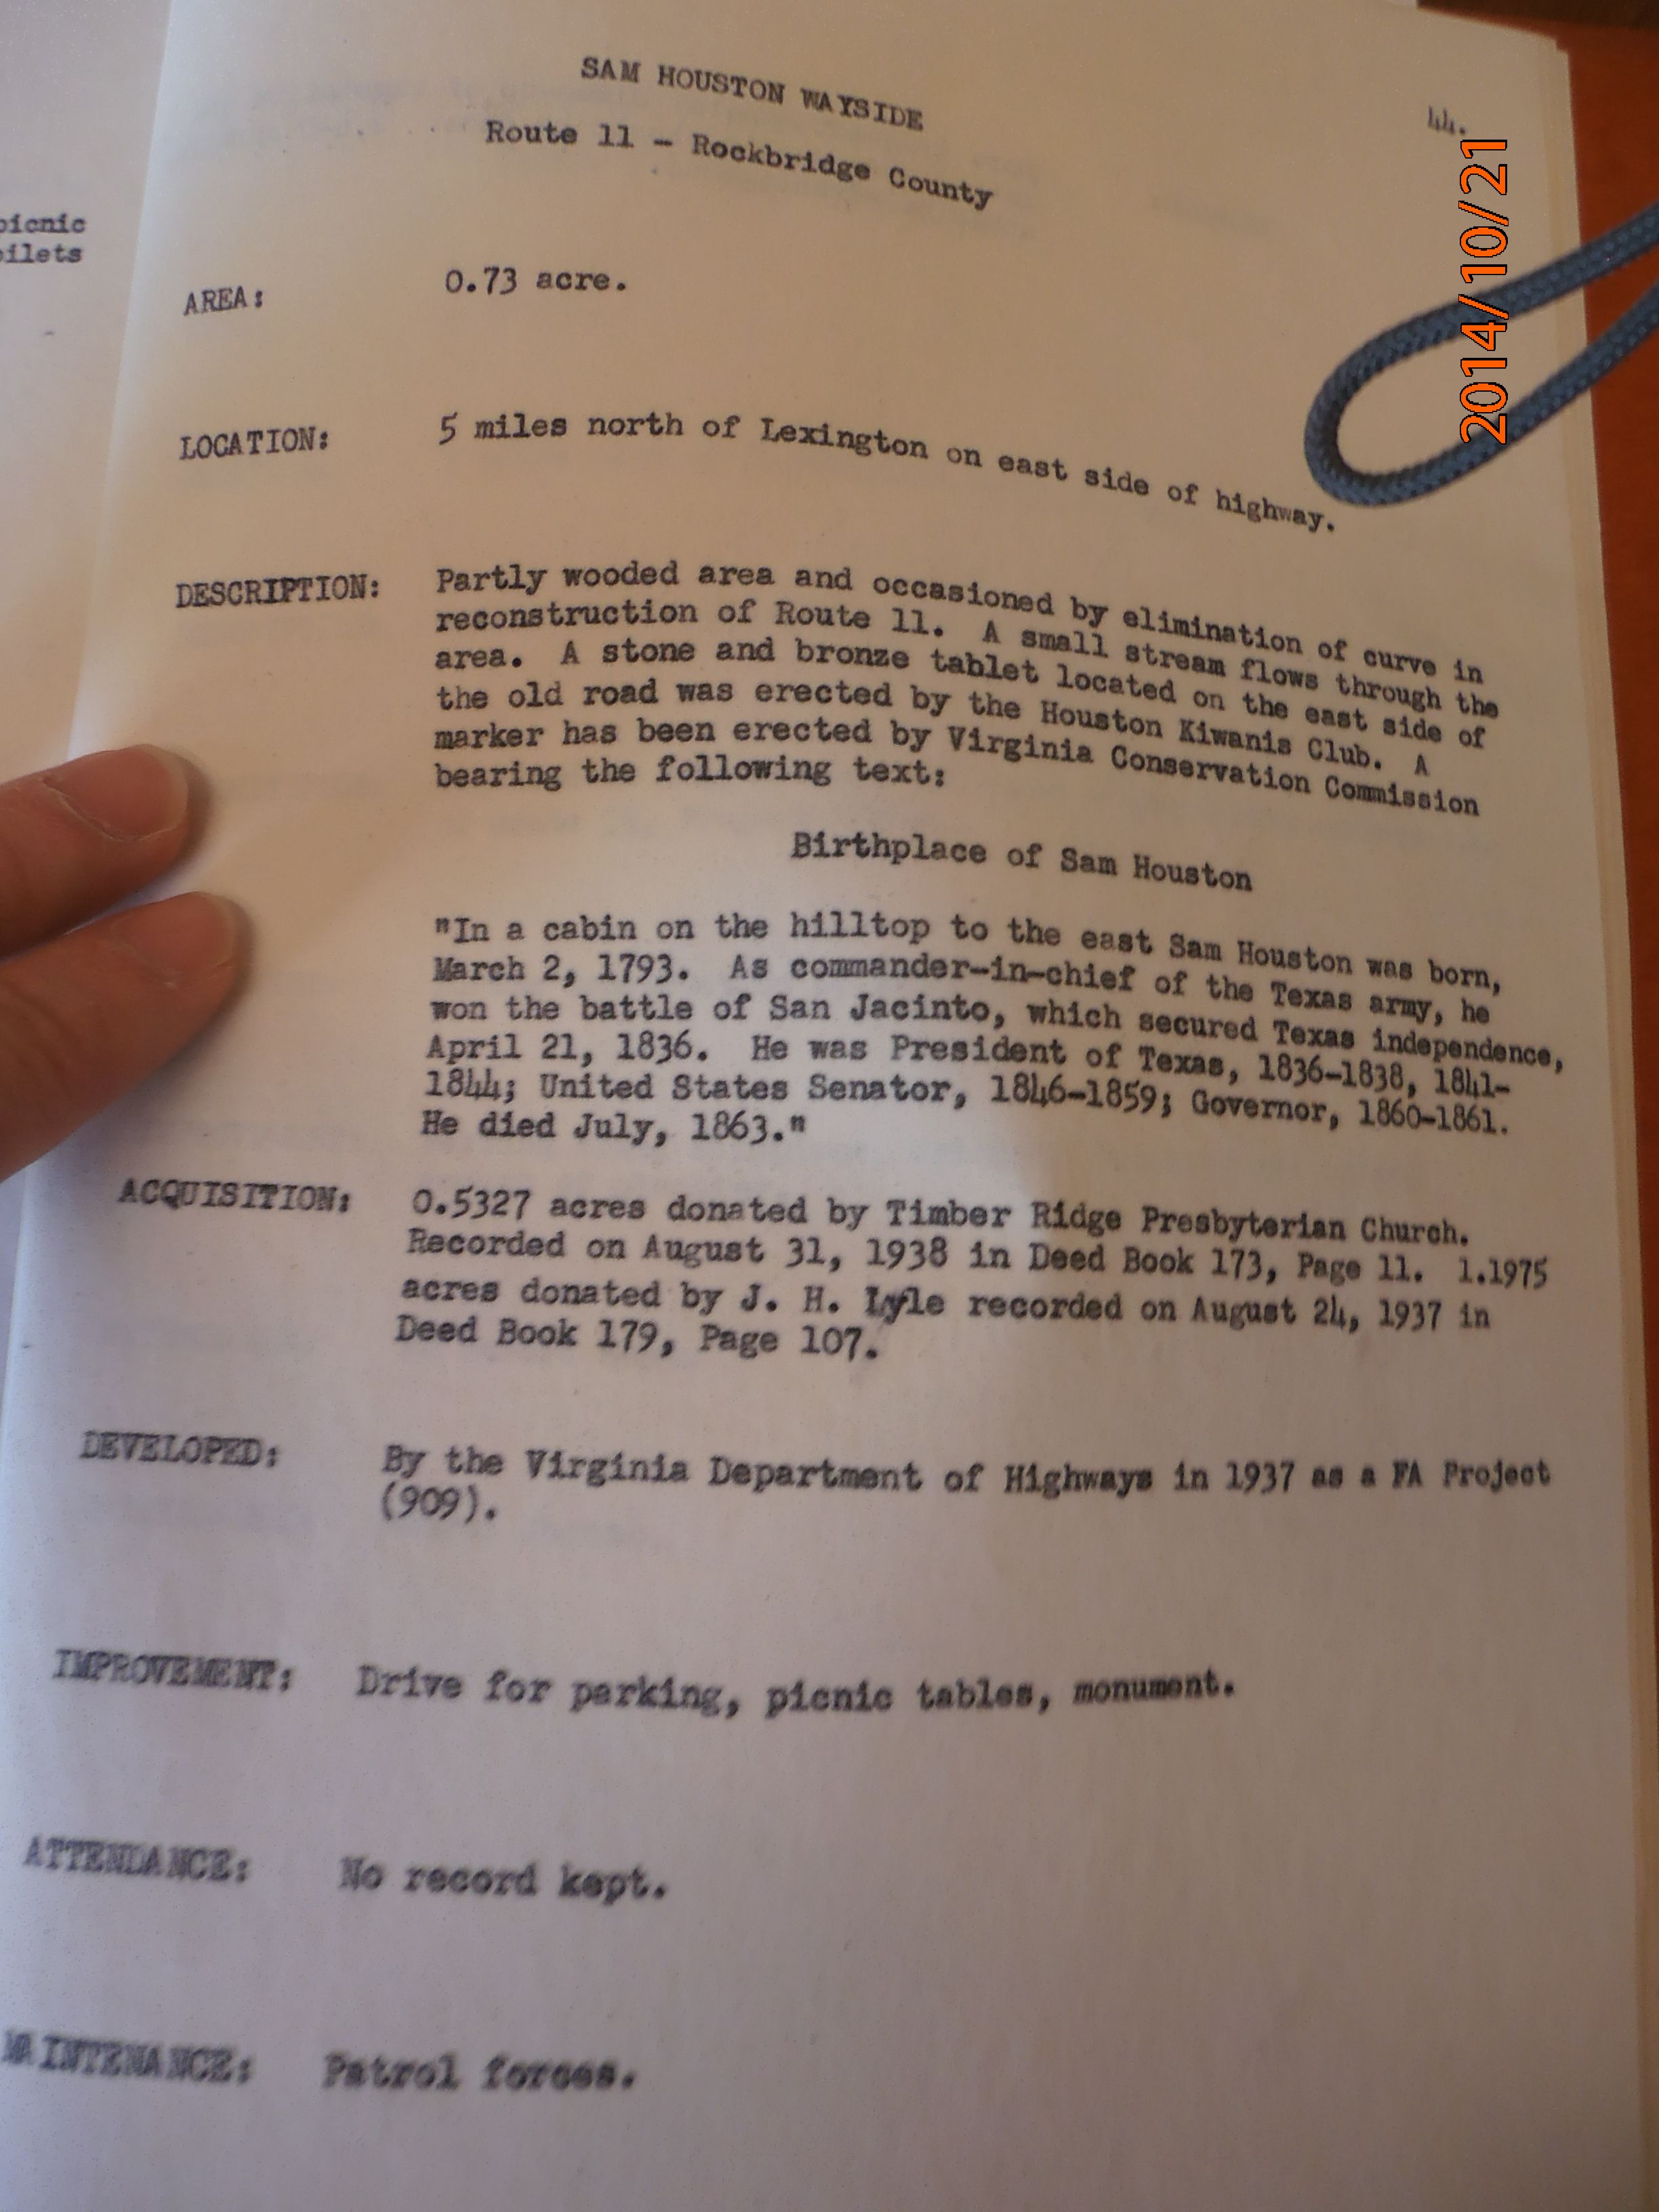 SAM HOUSTON WAYSIDE
44.
Route 11 - Rockbridge County
2014/10/21
picnic
oilets
AREA: 0.73 acre.
LOCATION: 5 miles north of Lexington on east side of highway.
DESCRIPTION: Partly wooded area and occasioned by elimination of curve in
reconstruction of Route 11. A small stream flows through the
area. A stone and bronze tablet located on the east side of
the old road was erected by the Houston Kiwanis Club. A
marker has been erected by Virginia Conservation Commission
bearing the following text:
Birthplace of Sam Houston
"In a cabin on the hilltop to the east Sam Houston was born,
March 2, 1793. As commander-in-chief of the Texas army, he
won the battle of San Jacinto, which secured Texas independence,
April 21, 1836. He was President of Texas, 1836-1838, 1841-
1844; United States Senator, 1846-1859; Governor, 1860-1861.
He died July, 1863."
ACQUISITION: 0.5327 acres donated by Timber Ridge Presbyterian Church.
Recorded on August 31, 1938 in Deed Book 173, Page 11. 1.1975
acres donated by J. H. Lyle recorded on August 24, 1937 in
Deed Book 179, Page 107.
DEVELOPED: By the Virginia Department of Highways in 1937 as a FA Project
(909).
IMPROVEMENT: Drive for parking, picnic tables, monument.
ATTENDANCE: No record kept.
MAINTENANCE: Patrol forces.